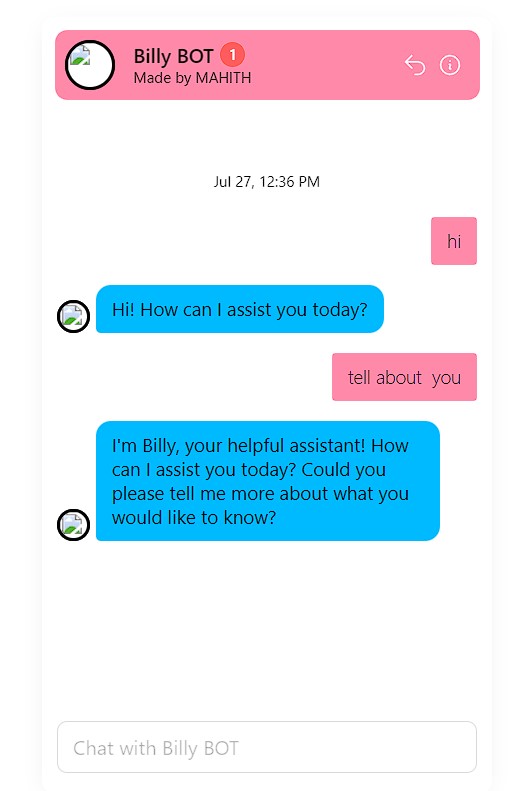 Billy BOT 1
Made by MAHITH
Jul 27, 12:36 PM
hi
Hi! How can I assist you today?
tell about  you
I'm Billy, your helpful assistant! How
can I assist you today? Could you
please tell me more about what you
would like to know?
Chat with Billy BOT